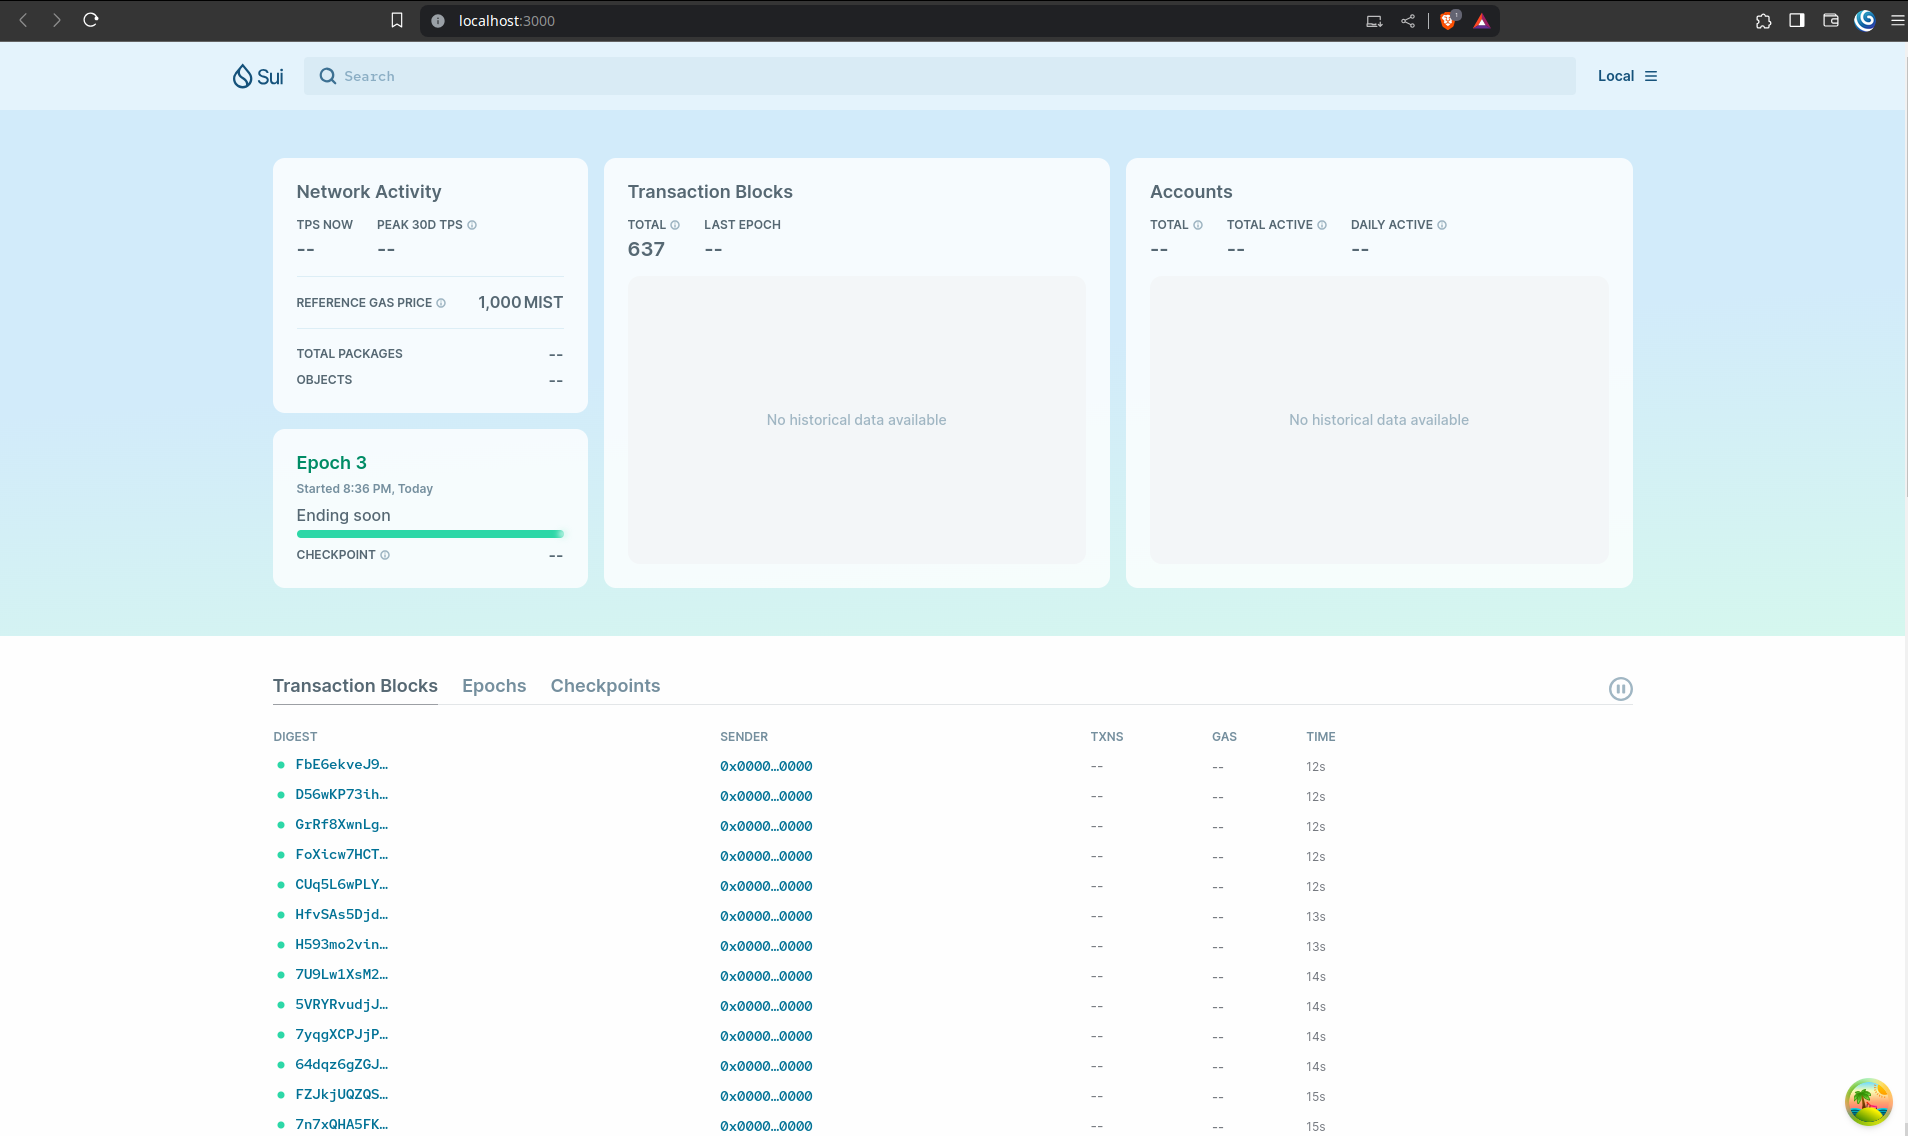 localhost:3000
Sui
Search
Local
Network Activity
TPS NOW PEAK 30D TPS
-- --
REFERENCE GAS PRICE 1,000 MIST
TOTAL PACKAGES --
OBJECTS --
Epoch 3
Started 8:36 PM, Today
Ending soon
CHECKPOINT --
Transaction Blocks
TOTAL LAST EPOCH
637 --
No historical data available
Accounts
TOTAL TOTAL ACTIVE DAILY ACTIVE
-- -- --
No historical data available
Transaction Blocks Epochs Checkpoints
DIGEST SENDER TXNS GAS TIME
FbE6ekveJ9… 0x0000…0000 -- -- 12s
D56wKP73ih… 0x0000…0000 -- -- 12s
GrRf8XwnLg… 0x0000…0000 -- -- 12s
FoXicw7HCT… 0x0000…0000 -- -- 12s
CUq5L6wPLY… 0x0000…0000 -- -- 12s
HfvSAs5Djd… 0x0000…0000 -- -- 13s
H593mo2vin… 0x0000…0000 -- -- 13s
7U9Lw1XsM2… 0x0000…0000 -- -- 14s
5VRYRvudjJ… 0x0000…0000 -- -- 14s
7yqgXCPJjP… 0x0000…0000 -- -- 14s
64dqz6gZGJ… 0x0000…0000 -- -- 14s
FZJkjUQZQS… 0x0000…0000 -- -- 15s
7n7xQHA5FK… 0x0000…0000 -- -- 15s